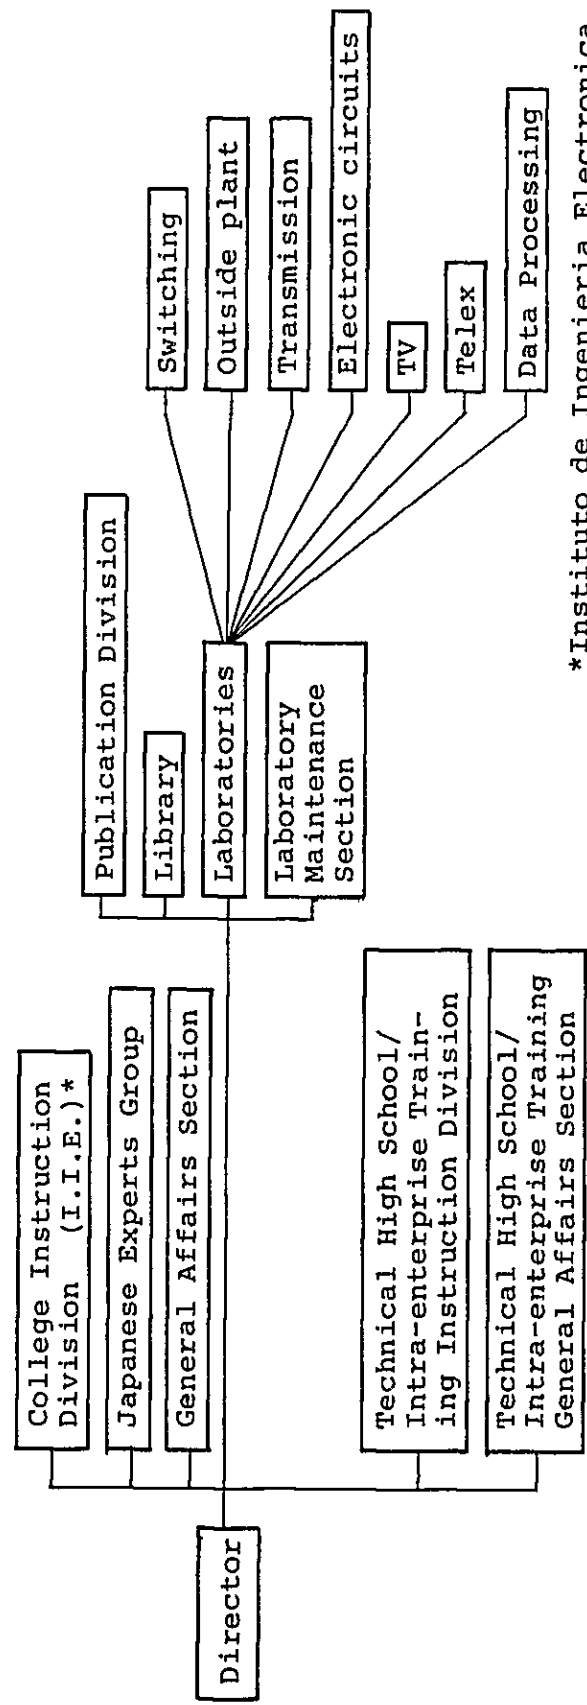 Director
College Instruction
Division (I.I.E.)*
Japanese Experts Group
General Affairs Section
Technical High School/
Intra-enterprise Train-
ing Instruction Division
Technical High School/
Intra-enterprise Training
General Affairs Section
Publication Division
Library
Laboratories
Laboratory
Maintenance
Section
Switching
Outside plant
Transmission
Electronic circuits
TV
Telex
Data Processing
*Instituto de Ingenieria Electronica